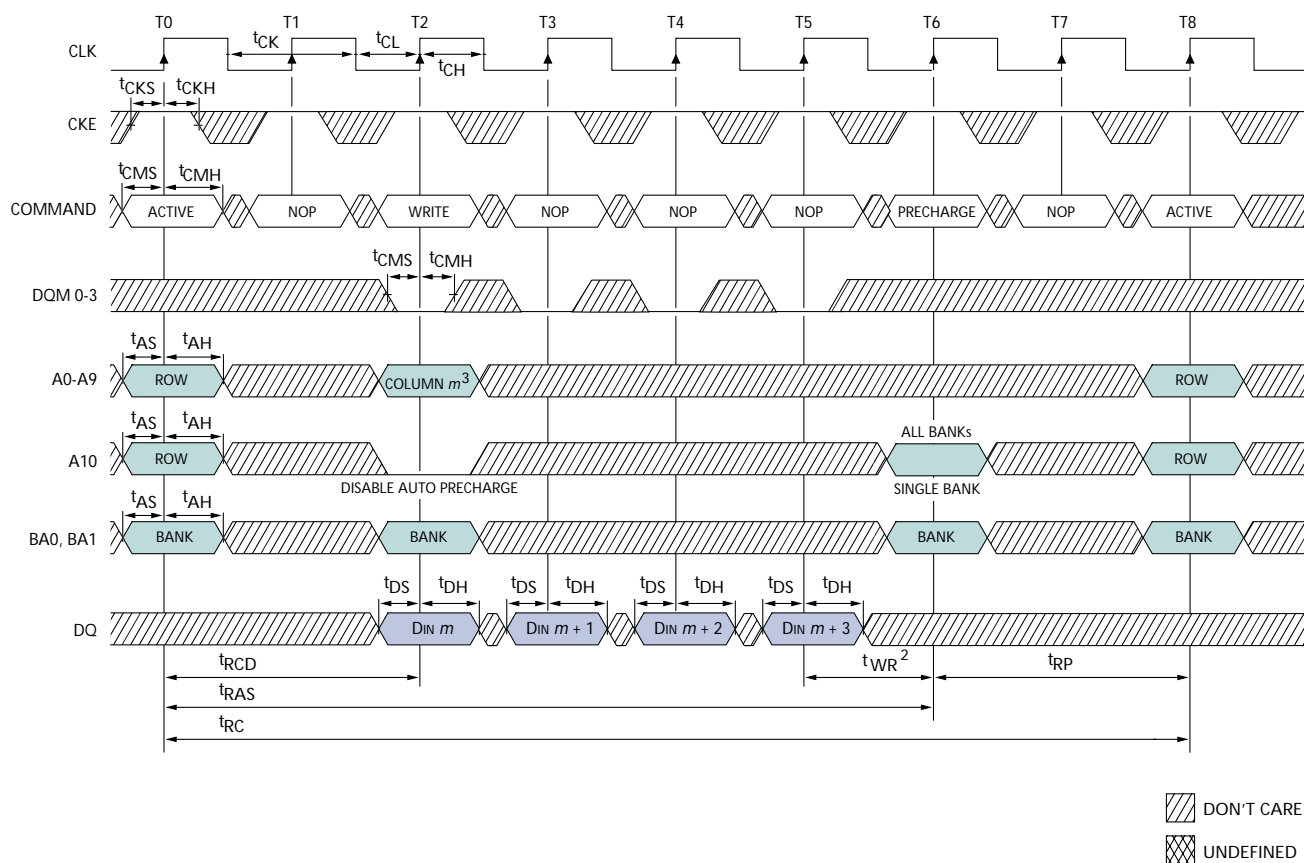 T0 T1 T2 T3 T4 T5 T6 T7 T8
CLK tCK tCL tCH
tCKS tCKH
CKE
tCMS tCMH
COMMAND ACTIVE NOP WRITE NOP NOP NOP PRECHARGE NOP ACTIVE
tCMS tCMH
DQM 0-3
tAS tAH
A0-A9 ROW COLUMN m3 ROW
tAS tAH ALL BANKs
A10 ROW ROW
DISABLE AUTO PRECHARGE SINGLE BANK
tAS tAH
BA0, BA1 BANK BANK BANK BANK
tDS tDH tDS tDH tDS tDH tDS tDH
DQ DIN m DIN m + 1 DIN m + 2 DIN m + 3
tRCD tWR2 tRP
tRAS
tRC
DON'T CARE
UNDEFINED